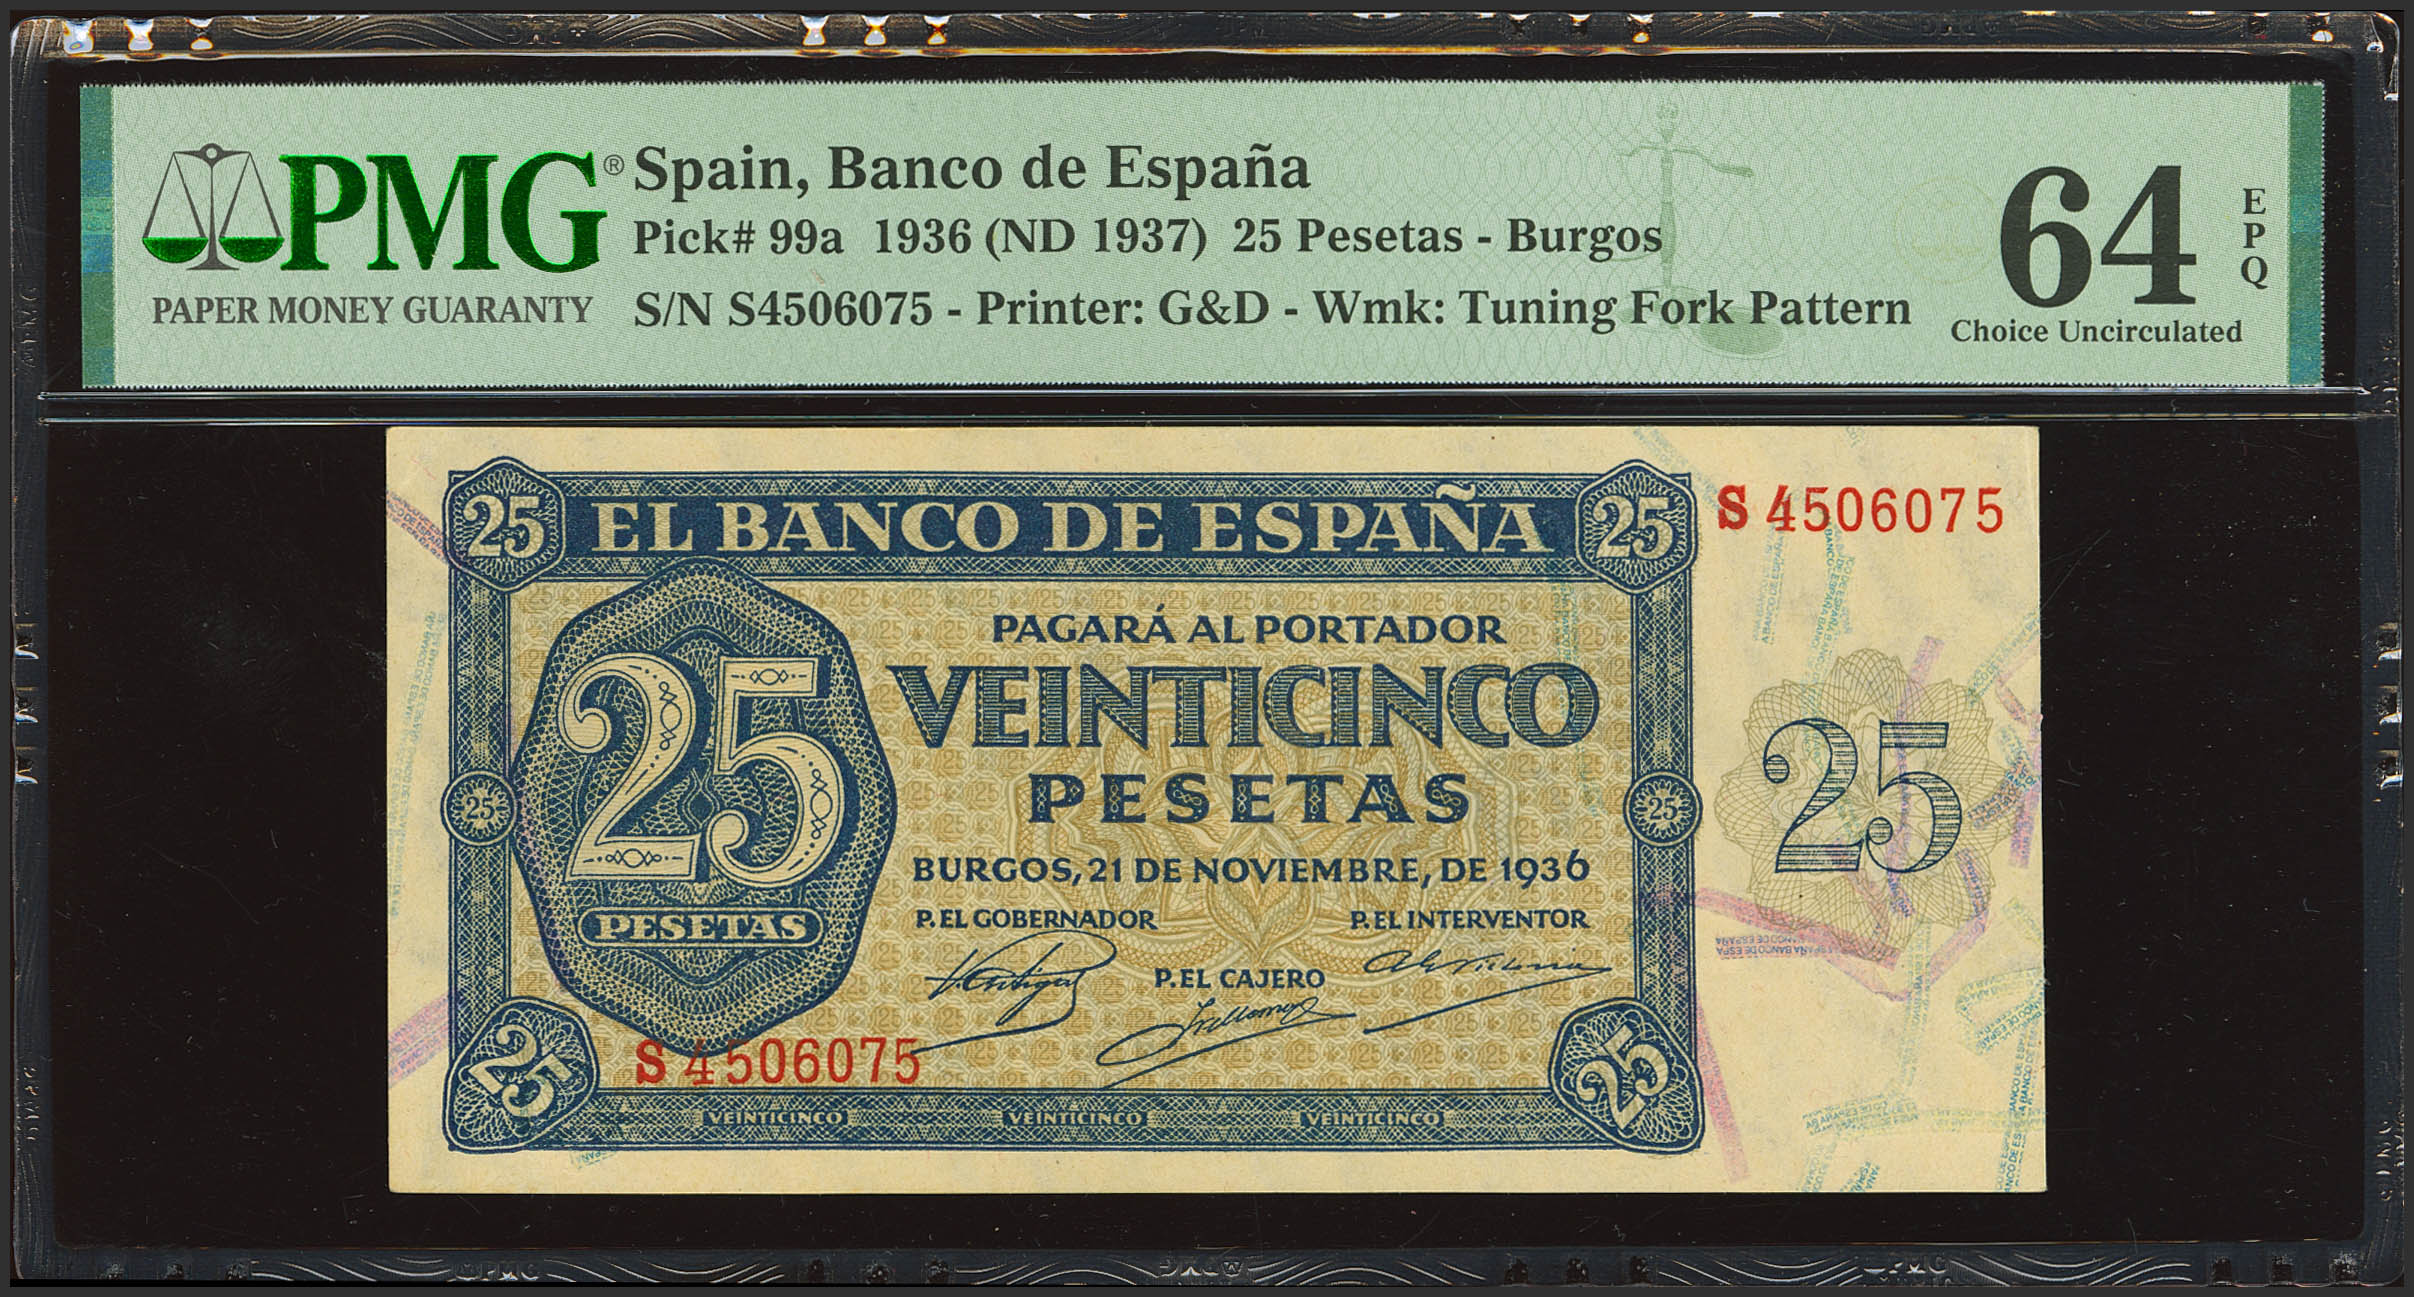 PMG®
PAPER MONEY GUARANTY
Spain, Banco de España
Pick# 99a 1936 (ND 1937) 25 Pesetas - Burgos
S/N S4506075 - Printer: G&D - Wmk: Tuning Fork Pattern
64
EPQ
Choice Uncirculated
25 EL BANCO DE ESPAÑA 25
S 4506075
PAGARÁ AL PORTADOR
25
VEINTICINCO
PESETAS
25
25
25
BURGOS, 21 DE NOVIEMBRE, DE 1936
PESETAS
P. EL GOBERNADOR
P. EL INTERVENTOR
P. EL CAJERO
S 4506075
25
25
VEINTICINCO VEINTICINCO VEINTICINCO